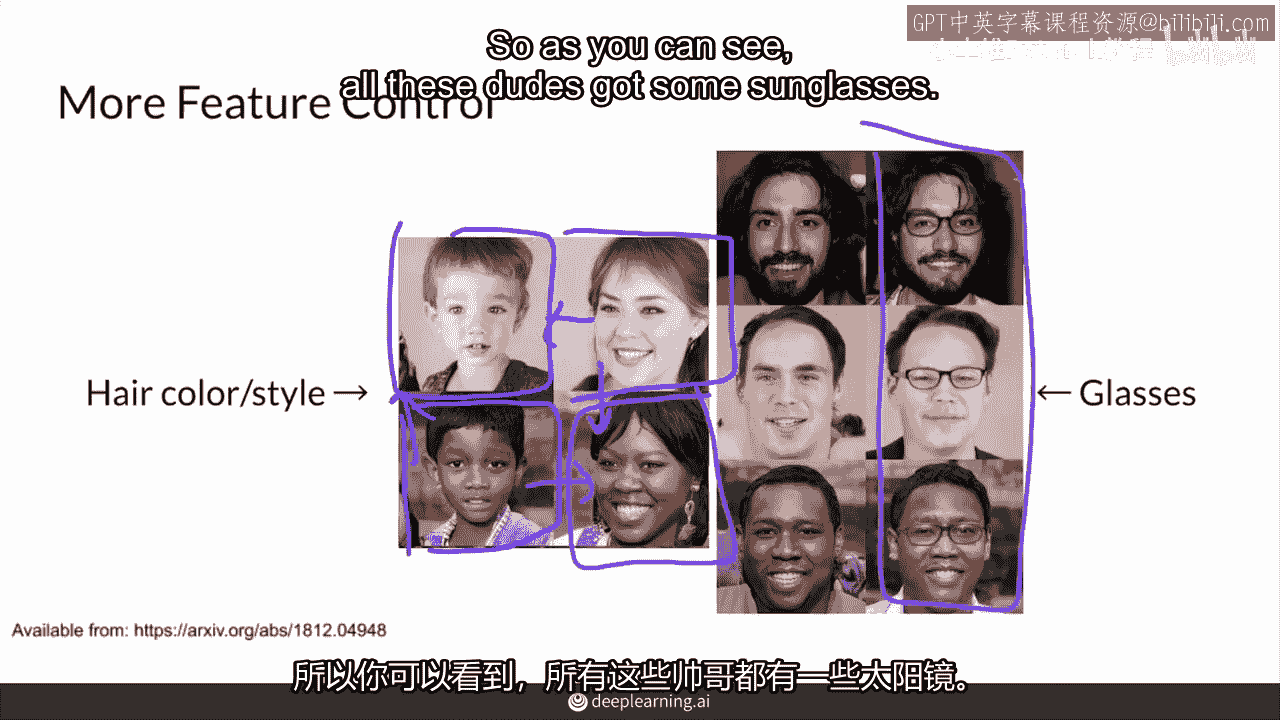 GPT中英字幕课程资源@bilibili.com
So as you can see,
all these dudes got some sunglasses.
More Feature Control
Hair color/style →
← Glasses
Available from: https://arxiv.org/abs/1812.04948
所以你可以看到，所有这些帅哥都有一些太阳镜。
deeplearning.ai